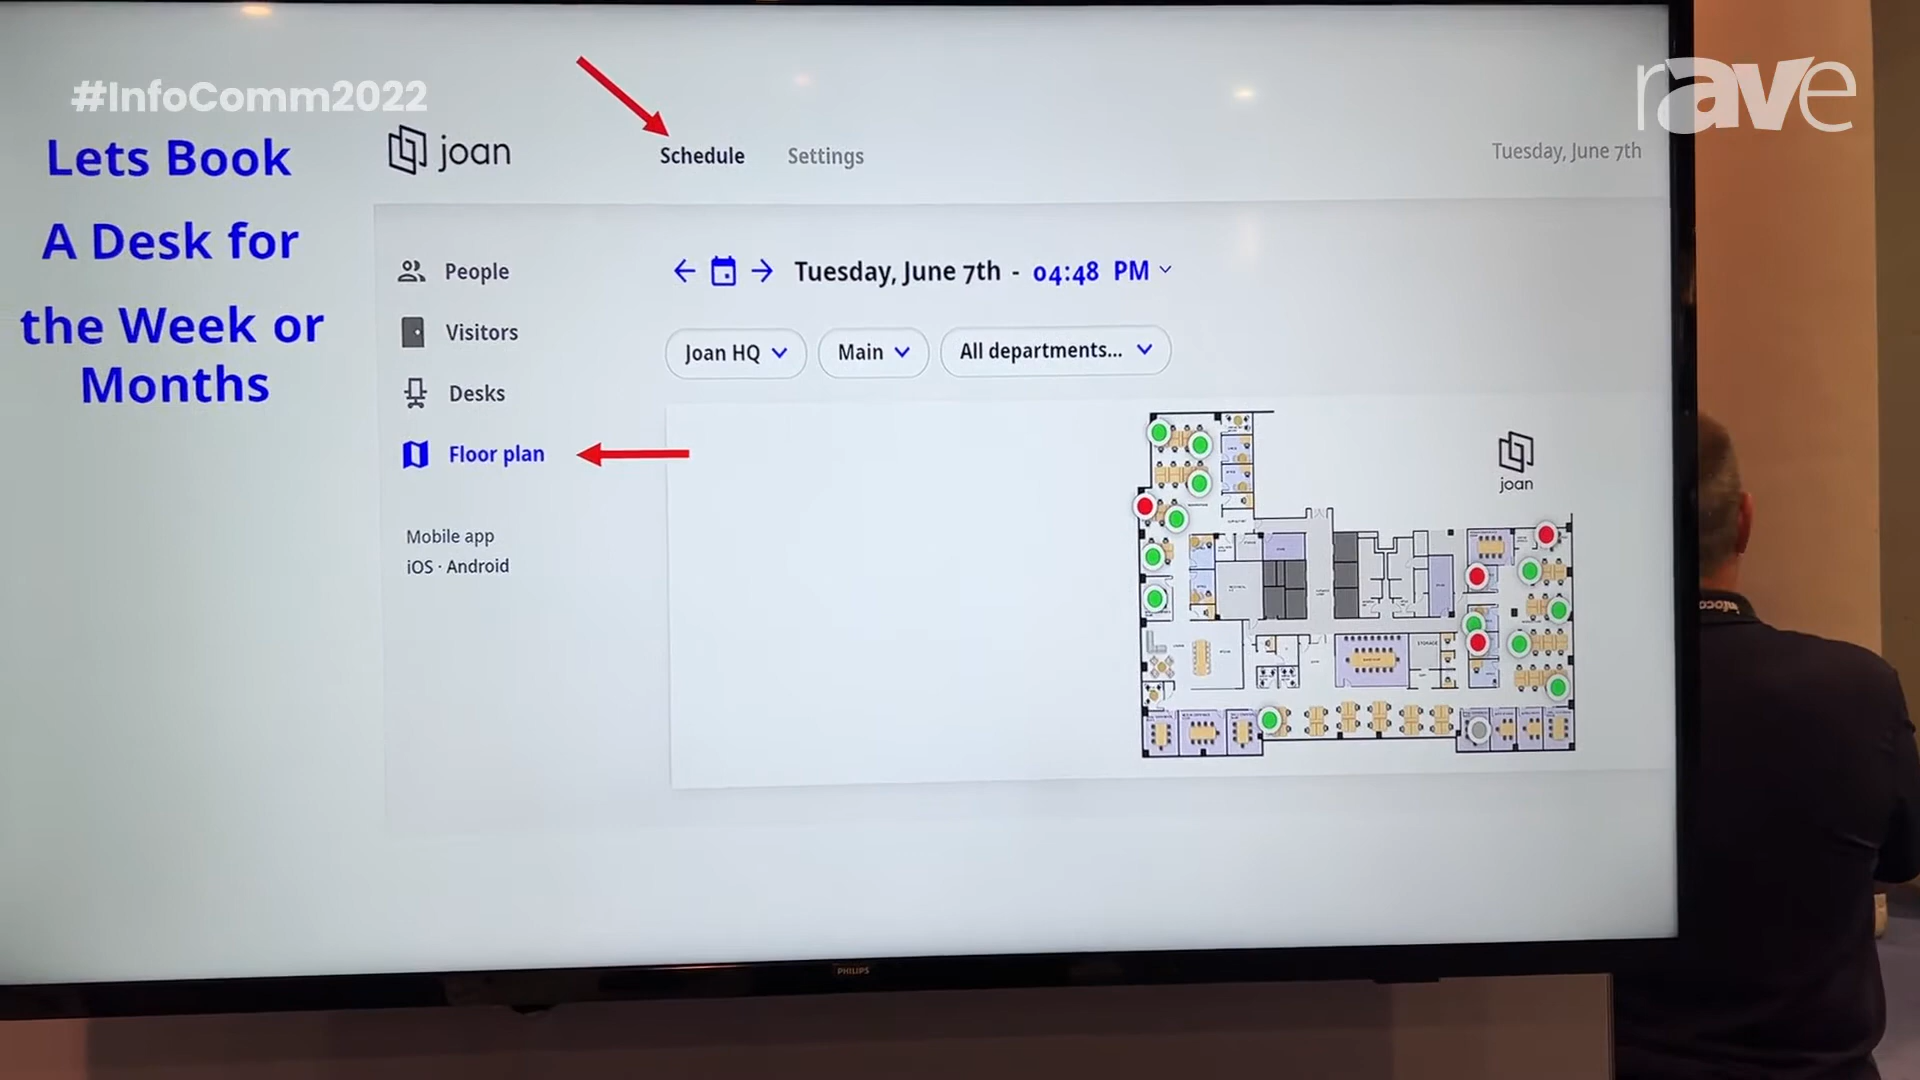 #InfoComm2022
rave
Lets Book
A Desk for
the Week or
Months
joan
Schedule
Settings
Tuesday, June 7th
People
Visitors
Desks
Floor plan
Mobile app
iOS · Android
Tuesday, June 7th - 04:48 PM
Joan HQ
Main
All departments...
joan
STORAGE
PHILIPS
infocomm